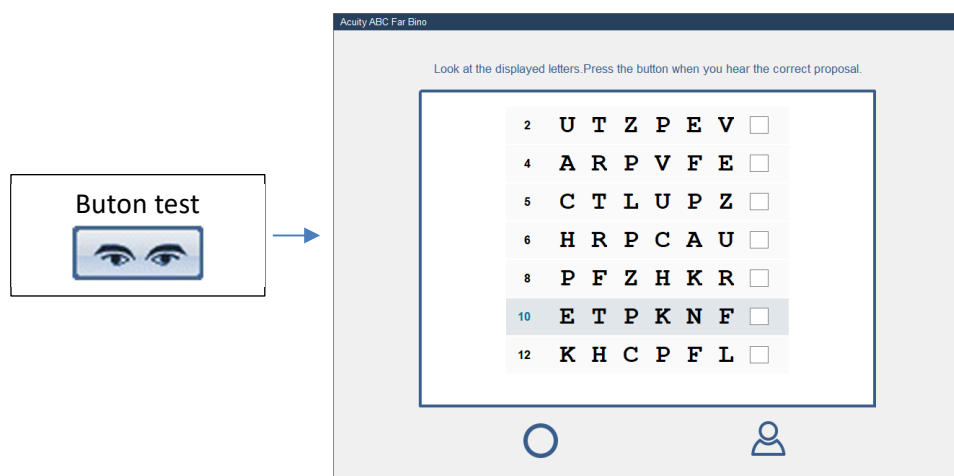 Acuity ABC Far Bino
Look at the displayed letters.Press the button when you hear the correct proposal.
Buton test
2 U T Z P E V
4 A R P V F E
5 C T L U P Z
6 H R P C A U
8 P F Z H K R
10 E T P K N F
12 K H C P F L